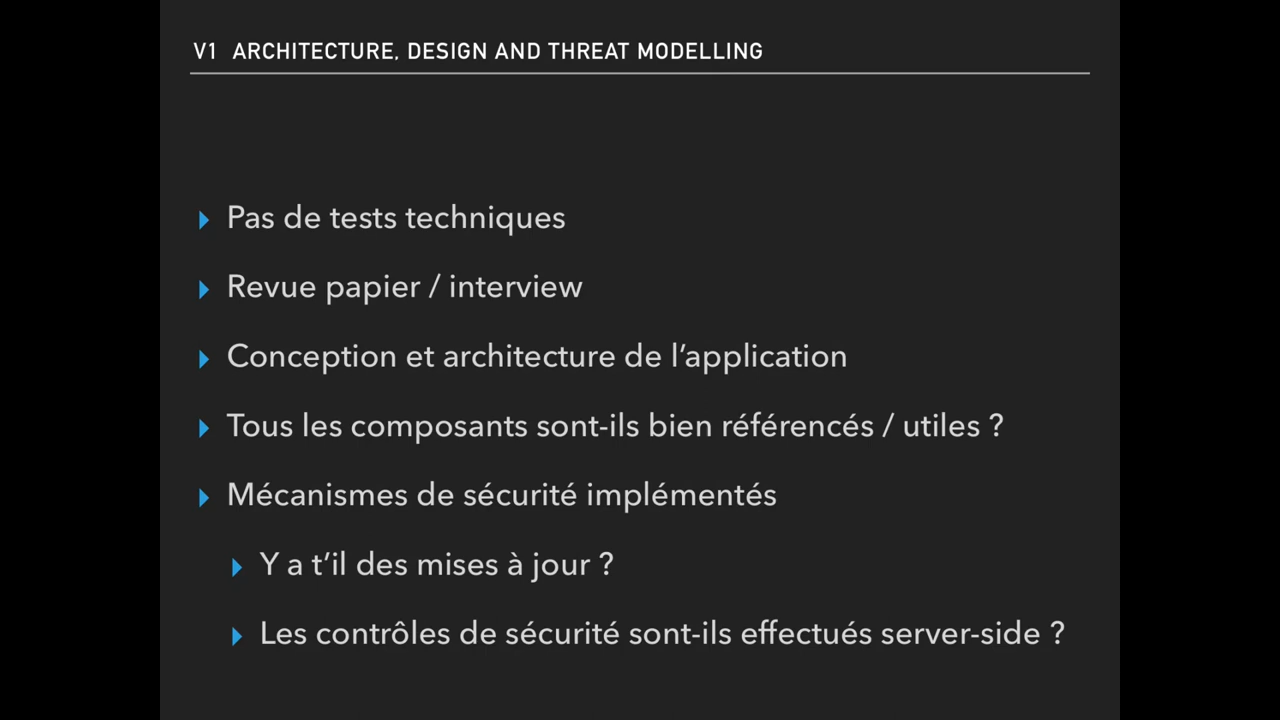 V1 ARCHITECTURE, DESIGN AND THREAT MODELLING
Pas de tests techniques
Revue papier / interview
Conception et architecture de l’application
Tous les composants sont-ils bien référencés / utiles ?
Mécanismes de sécurité implémentés
Y a t’il des mises à jour ?
Les contrôles de sécurité sont-ils effectués server-side ?